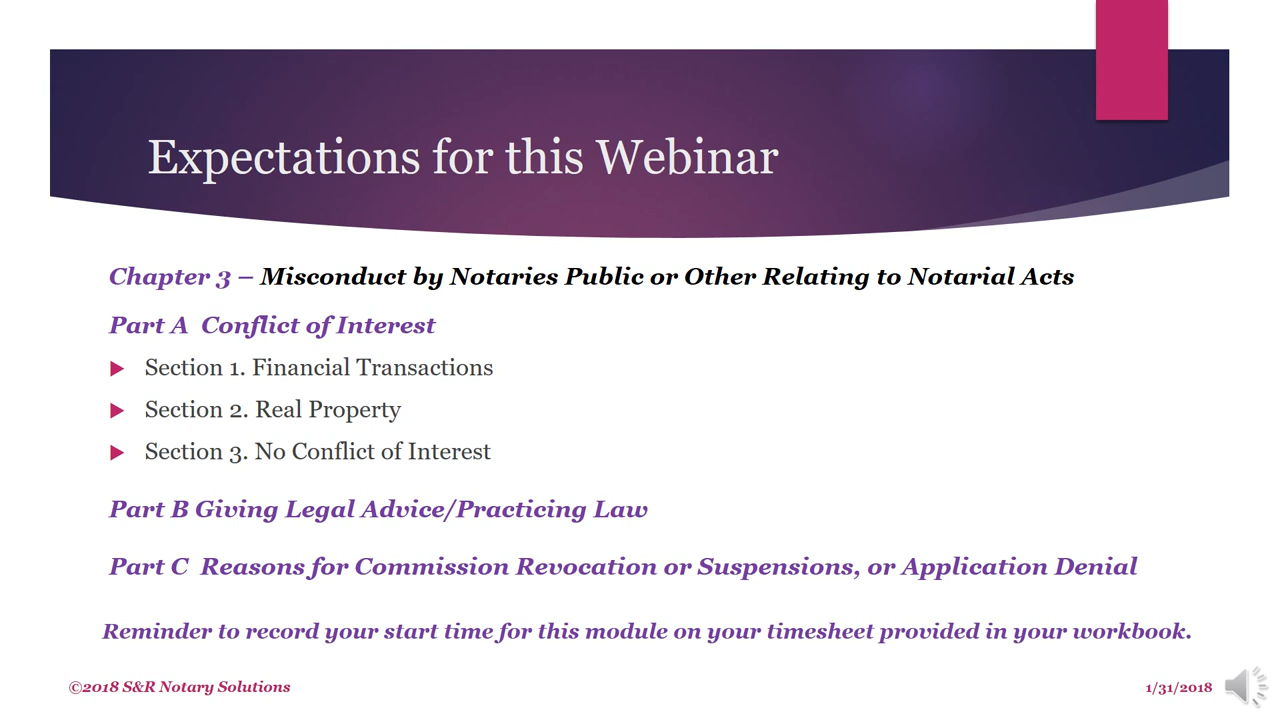 Expectations for this Webinar
Chapter 3 – Misconduct by Notaries Public or Other Relating to Notarial Acts
Part A Conflict of Interest
Section 1. Financial Transactions
Section 2. Real Property
Section 3. No Conflict of Interest
Part B Giving Legal Advice/Practicing Law
Part C Reasons for Commission Revocation or Suspensions, or Application Denial
Reminder to record your start time for this module on your timesheet provided in your workbook.
©2018 S&R Notary Solutions
1/31/2018